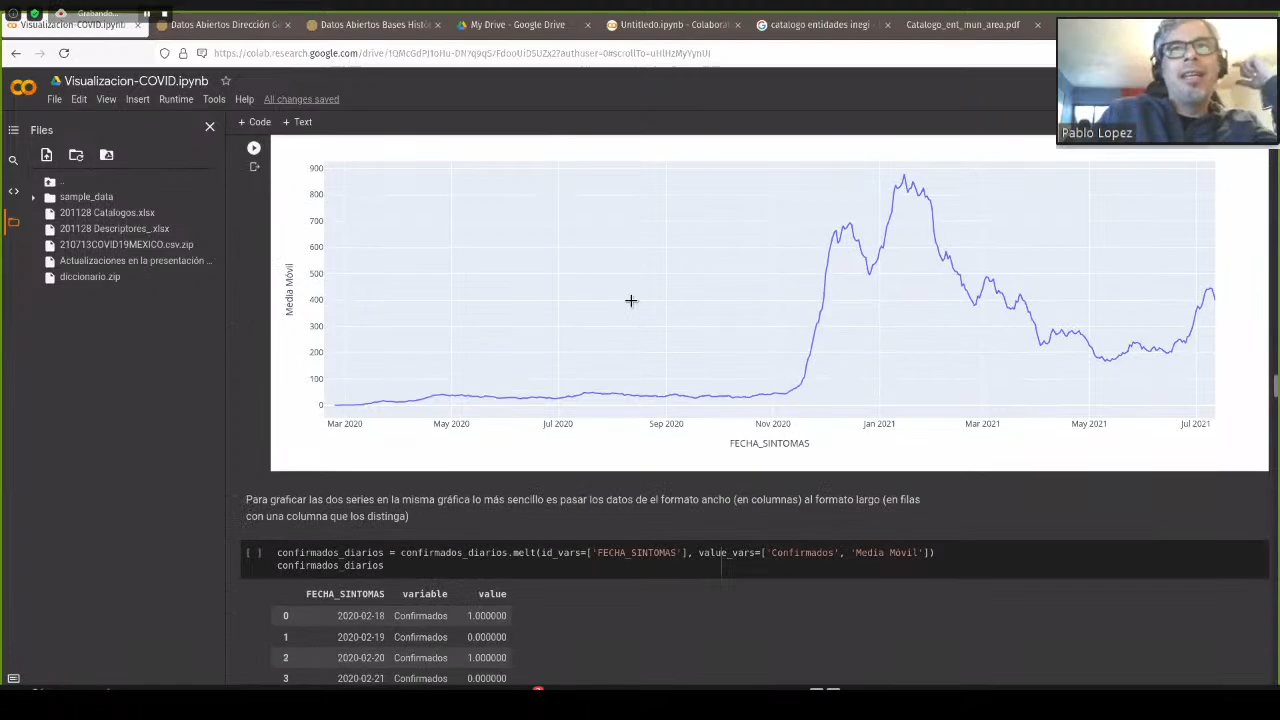 Grabando...
Visualizacion-COVID.ipynb
Datos Abiertos Dirección G
Datos Abiertos Bases Hist
My Drive - Google Drive
Untitled0.ipynb - Colabora
catalogo entidades inegi -
Catalogo_ent_mun_area.pdf
Visualizacion-COVID.ipynb
File Edit View Insert Runtime Tools Help All changes saved
Pablo Lopez
Files
+ Code + Text
..
sample_data
201128 Catalogos.xlsx
201128 Descriptores_.xlsx
210713COVID19MEXICO.csv.zip
Actualizaciones en la presentación ...
diccionario.zip
900
800
700
600
500
400
300
200
100
0
Media Móvil
Mar 2020 May 2020 Jul 2020 Sep 2020 Nov 2020 Jan 2021 Mar 2021 May 2021 Jul 2021
FECHA_SINTOMAS
Para graficar las dos series en la misma gráfica lo más sencillo es pasar los datos de el formato ancho (en columnas) al formato largo (en filas
con una columna que los distinga)
[ ] confirmados_diarios = confirmados_diarios.melt(id_vars=['FECHA_SINTOMAS'], value_vars=['Confirmados', 'Media Móvil'])
confirmados_diarios
FECHA_SINTOMAS variable value
0 2020-02-18 Confirmados 1.000000
1 2020-02-19 Confirmados 0.000000
2 2020-02-20 Confirmados 1.000000
3 2020-02-21 Confirmados 0.000000